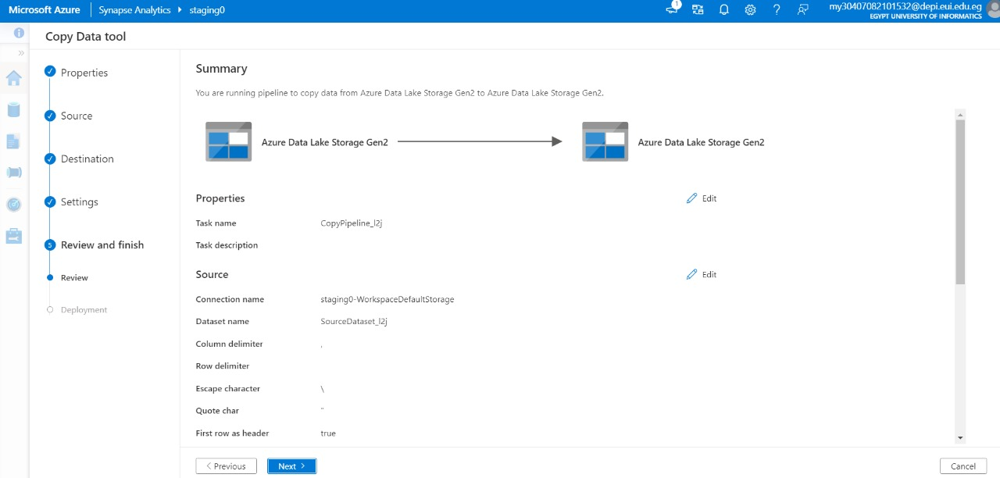 Microsoft Azure | Synapse Analytics ▸ staging0
1
my30407082101532@depi.eui.edu.eg
EGYPT UNIVERSITY OF INFORMATICS
Copy Data tool
Properties
Source
Destination
Settings
5 Review and finish
Review
Deployment
Summary
You are running pipeline to copy data from Azure Data Lake Storage Gen2 to Azure Data Lake Storage Gen2.
Azure Data Lake Storage Gen2 Azure Data Lake Storage Gen2
Properties Edit
Task name CopyPipeline_l2j
Task description
Source Edit
Connection name staging0-WorkspaceDefaultStorage
Dataset name SourceDataset_l2j
Column delimiter ,
Row delimiter
Escape character \
Quote char "
First row as header true
< Previous Next > Cancel